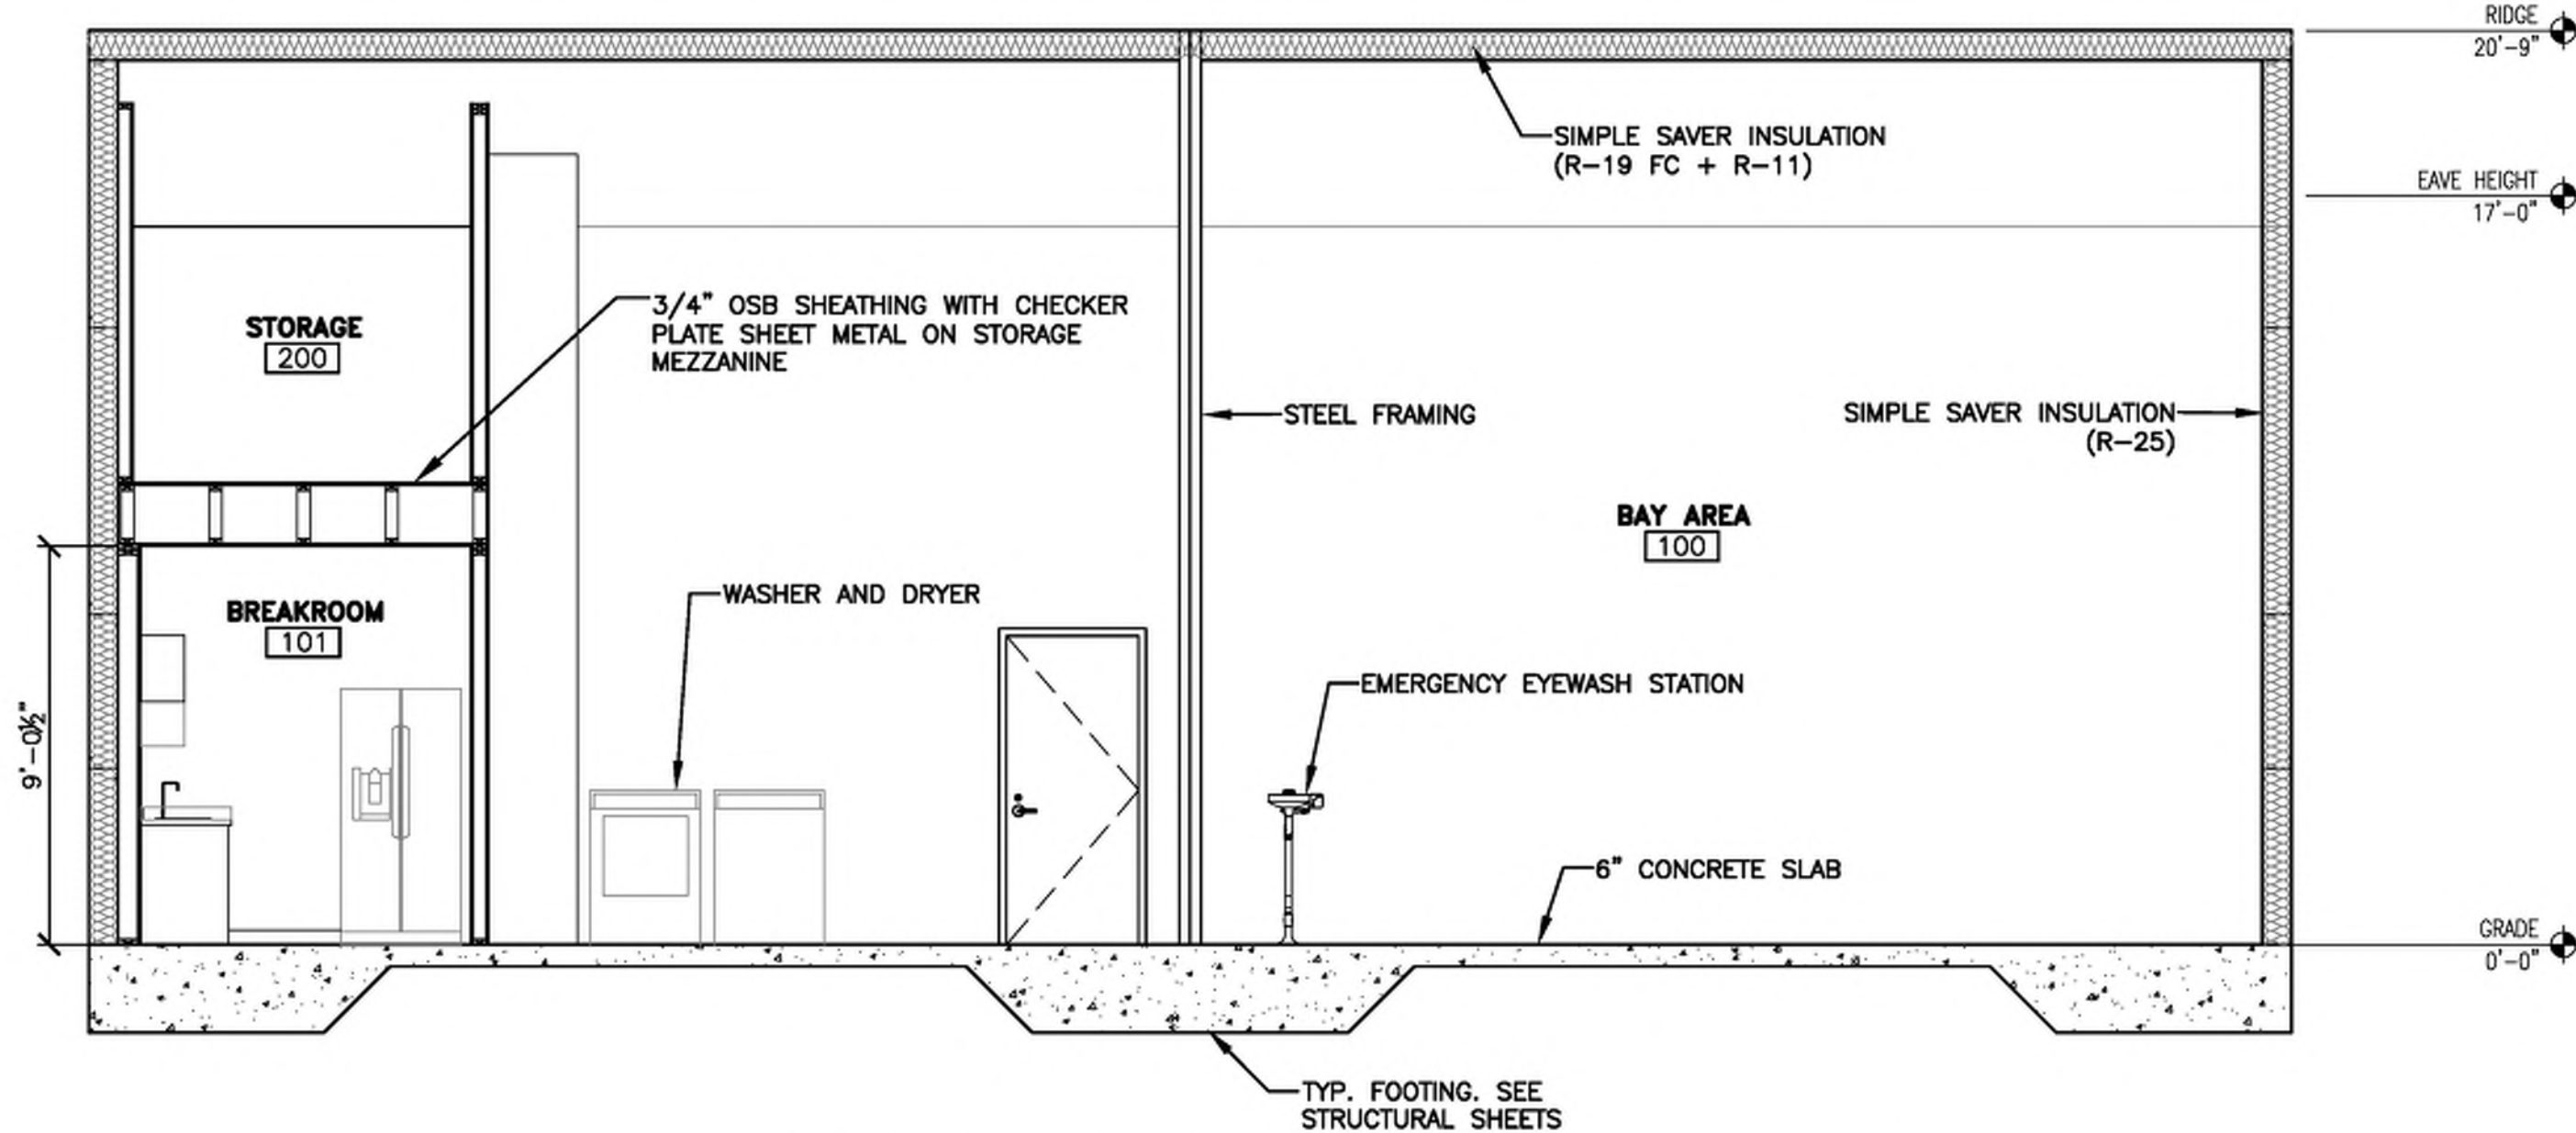 RIDGE
20'-9"
SIMPLE SAVER INSULATION
(R-19 FC + R-11)
EAVE HEIGHT
17'-0"
3/4" OSB SHEATHING WITH CHECKER
PLATE SHEET METAL ON STORAGE
MEZZANINE
STORAGE
200
STEEL FRAMING
SIMPLE SAVER INSULATION
(R-25)
BAY AREA
100
WASHER AND DRYER
BREAKROOM
101
EMERGENCY EYEWASH STATION
9'-0½"
6" CONCRETE SLAB
GRADE
0'-0"
TYP. FOOTING. SEE
STRUCTURAL SHEETS